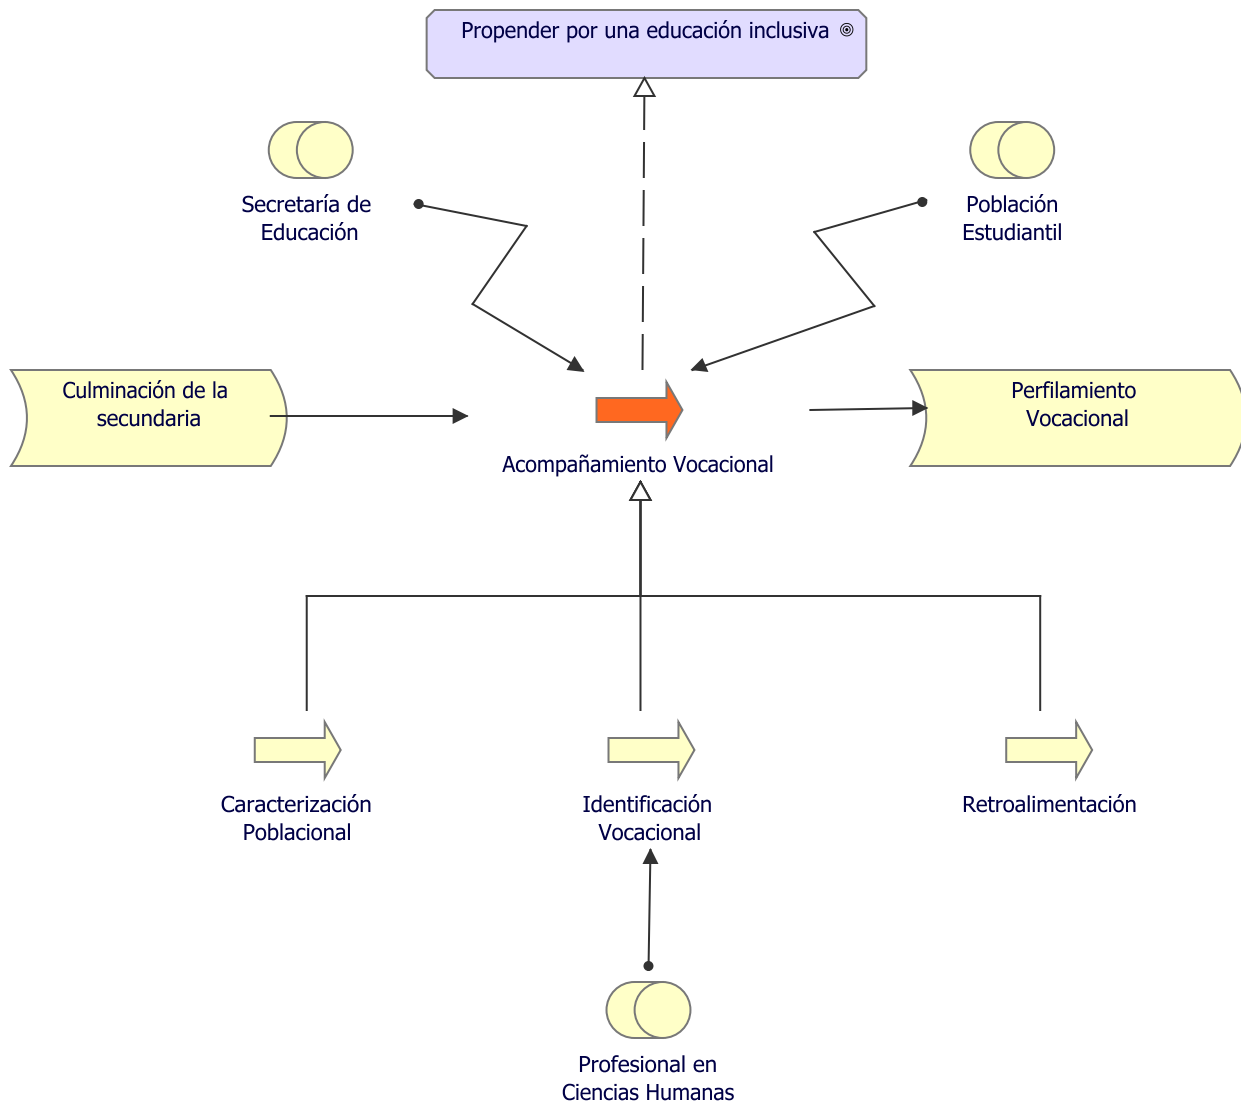 Propender por una educación inclusiva
Secretaría de
Educación
Población
Estudiantil
Culminación de la
secundaria
Perfilamiento
Vocacional
Acompañamiento Vocacional
Caracterización
Poblacional
Identificación
Vocacional
Retroalimentación
Profesional en
Ciencias Humanas